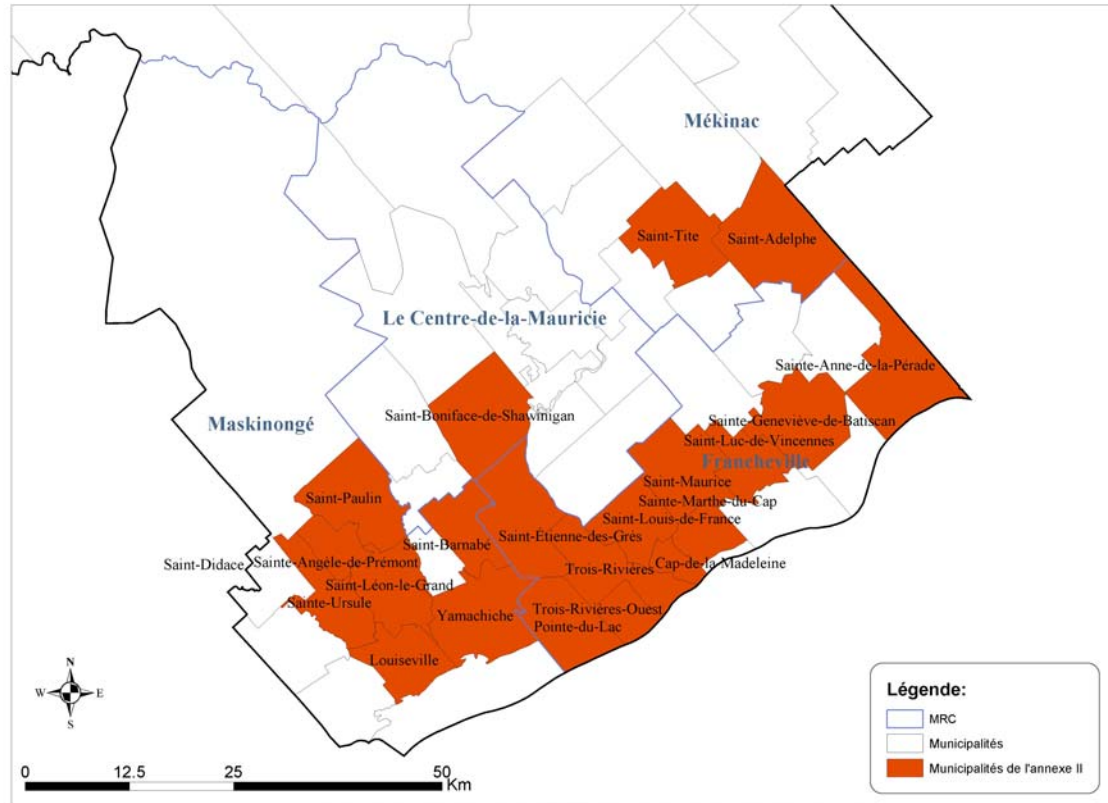 Mékinac
Saint-Tite
Saint-Adelphe
Le Centre-de-la-Mauricie
Sainte-Anne-de-la-Pérade
Saint-Boniface-de-Shawinigan
Maskinongé
Sainte-Geneviève-de-Batiscan
Saint-Luc-de-Vincennes
Francheville
Saint-Maurice
Saint-Paulin
Sainte-Marthe-du-Cap
Saint-Louis-de-France
Saint-Étienne-des-Grès
Saint-Barnabé
Saint-Didace
Sainte-Angèle-de-Prémont
Trois-Rivières
Cap-de-la Madeleine
Saint-Léon-le-Grand
Sainte-Ursule
Yamachiche
Trois-Rivières-Ouest
Pointe-du-Lac
Louiseville
N
W
E
S
Légende:
MRC
Municipalités
Municipalités de l'annexe II
0 12.5 25 50
Km